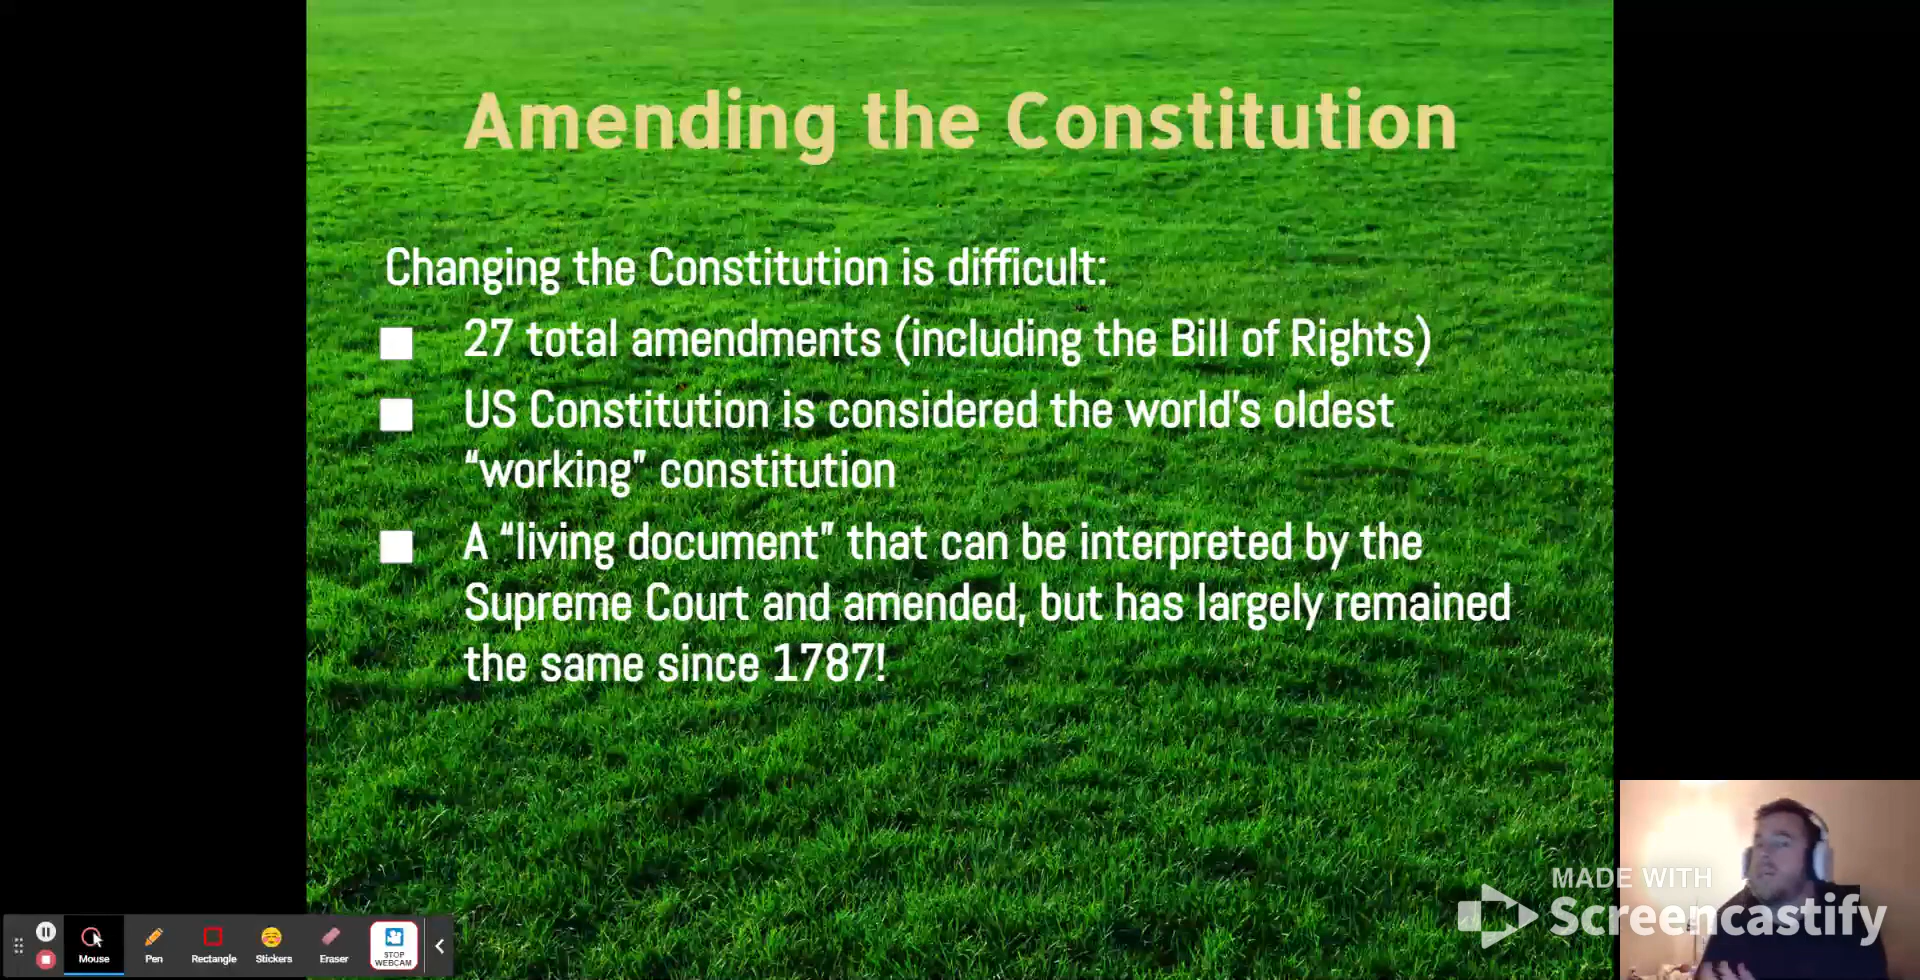 Amending the Constitution
Changing the Constitution is difficult:
27 total amendments (including the Bill of Rights)
US Constitution is considered the world's oldest
“working” constitution
A “living document” that can be interpreted by the
Supreme Court and amended, but has largely remained
the same since 1787!
MADE WITH
Screencastify
Mouse
Pen
Rectangle
Stickers
Eraser
STOP
WEBCAM